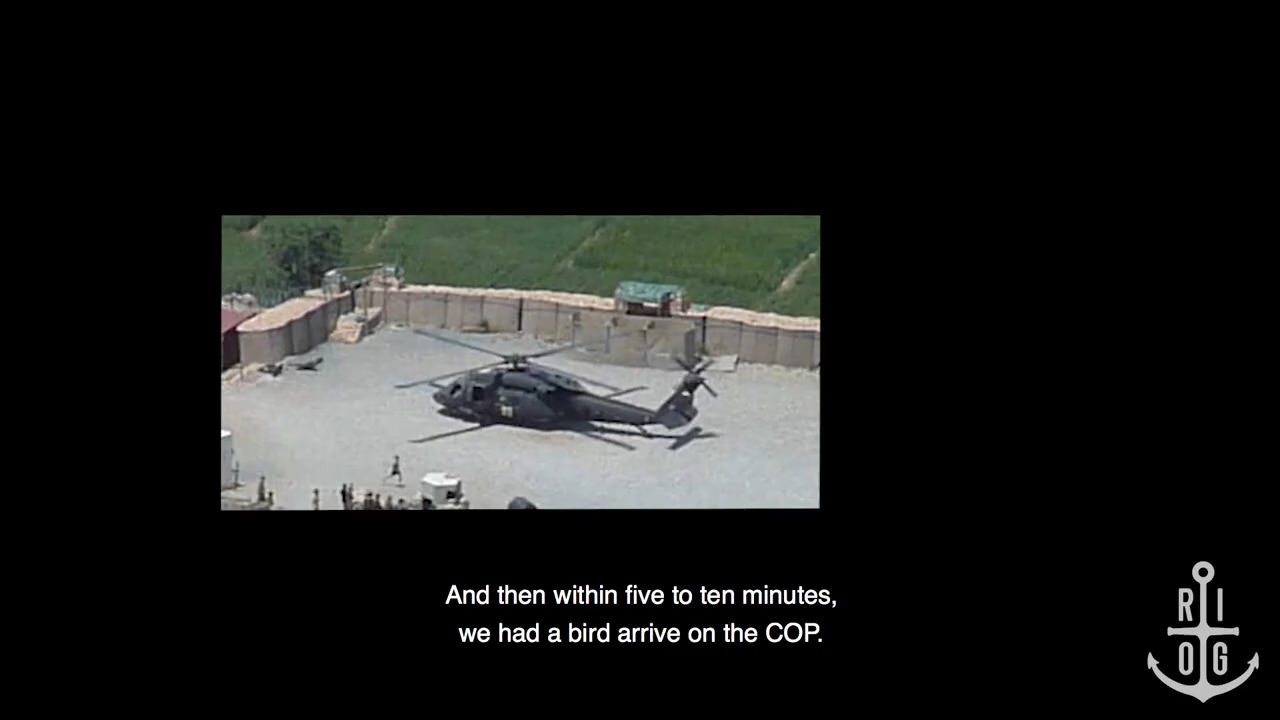 And then within five to ten minutes,
we had a bird arrive on the COP.
R I
O G